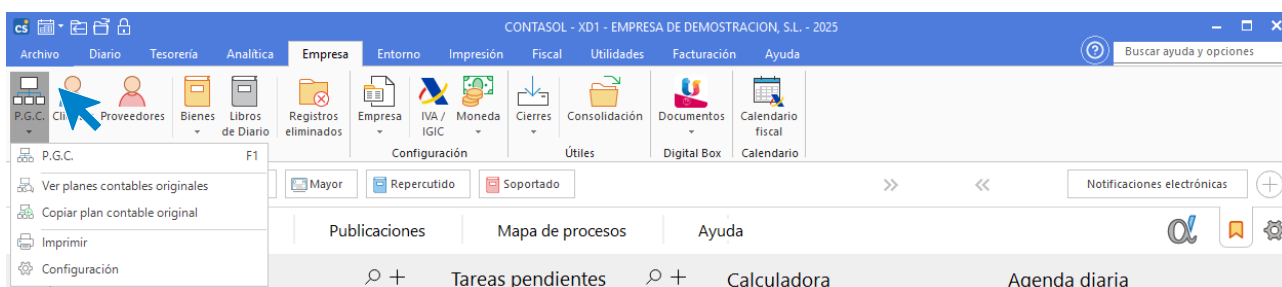 cs CONTASOL - XD1 - EMPRESA DE DEMOSTRACION, S.L. - 2025
Archivo Diario Tesorería Analítica Empresa Entorno Impresión Fiscal Utilidades Facturación Ayuda Buscar ayuda y opciones
P.G.C. Proveedores Bienes Libros de Diario Registros eliminados Empresa IVA / IGIC Moneda Cierres Consolidación Documentos Calendario fiscal
Configuración Útiles Digital Box Calendario
P.G.C. F1
Ver planes contables originales
Copiar plan contable original
Imprimir
Configuración
Mayor Repercutido Soportado Notificaciones electrónicas
Publicaciones Mapa de procesos Ayuda
Tareas pendientes Calculadora Agenda diaria